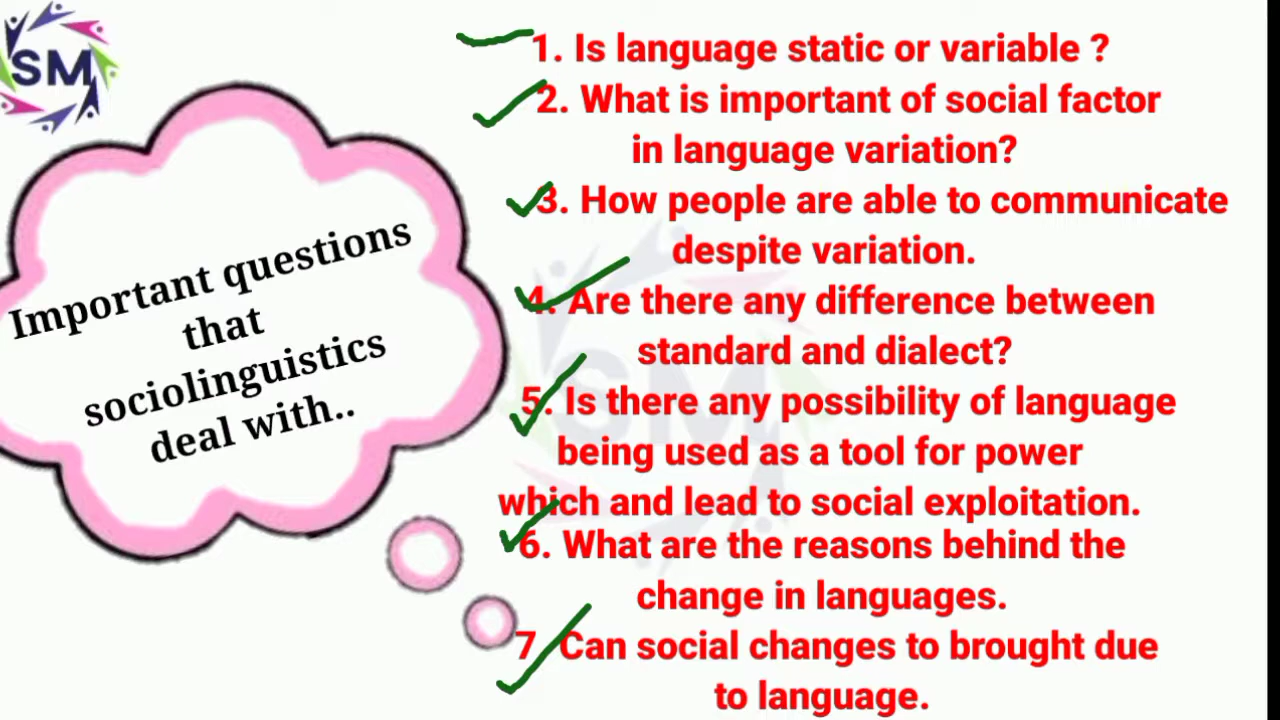 SM
Important questions
that
sociolinguistics
deal with..
1. Is language static or variable ?
2. What is important of social factor
in language variation?
3. How people are able to communicate
despite variation.
4. Are there any difference between
standard and dialect?
5. Is there any possibility of language
being used as a tool for power
which and lead to social exploitation.
6. What are the reasons behind the
change in languages.
7. Can social changes to brought due
to language.
SM